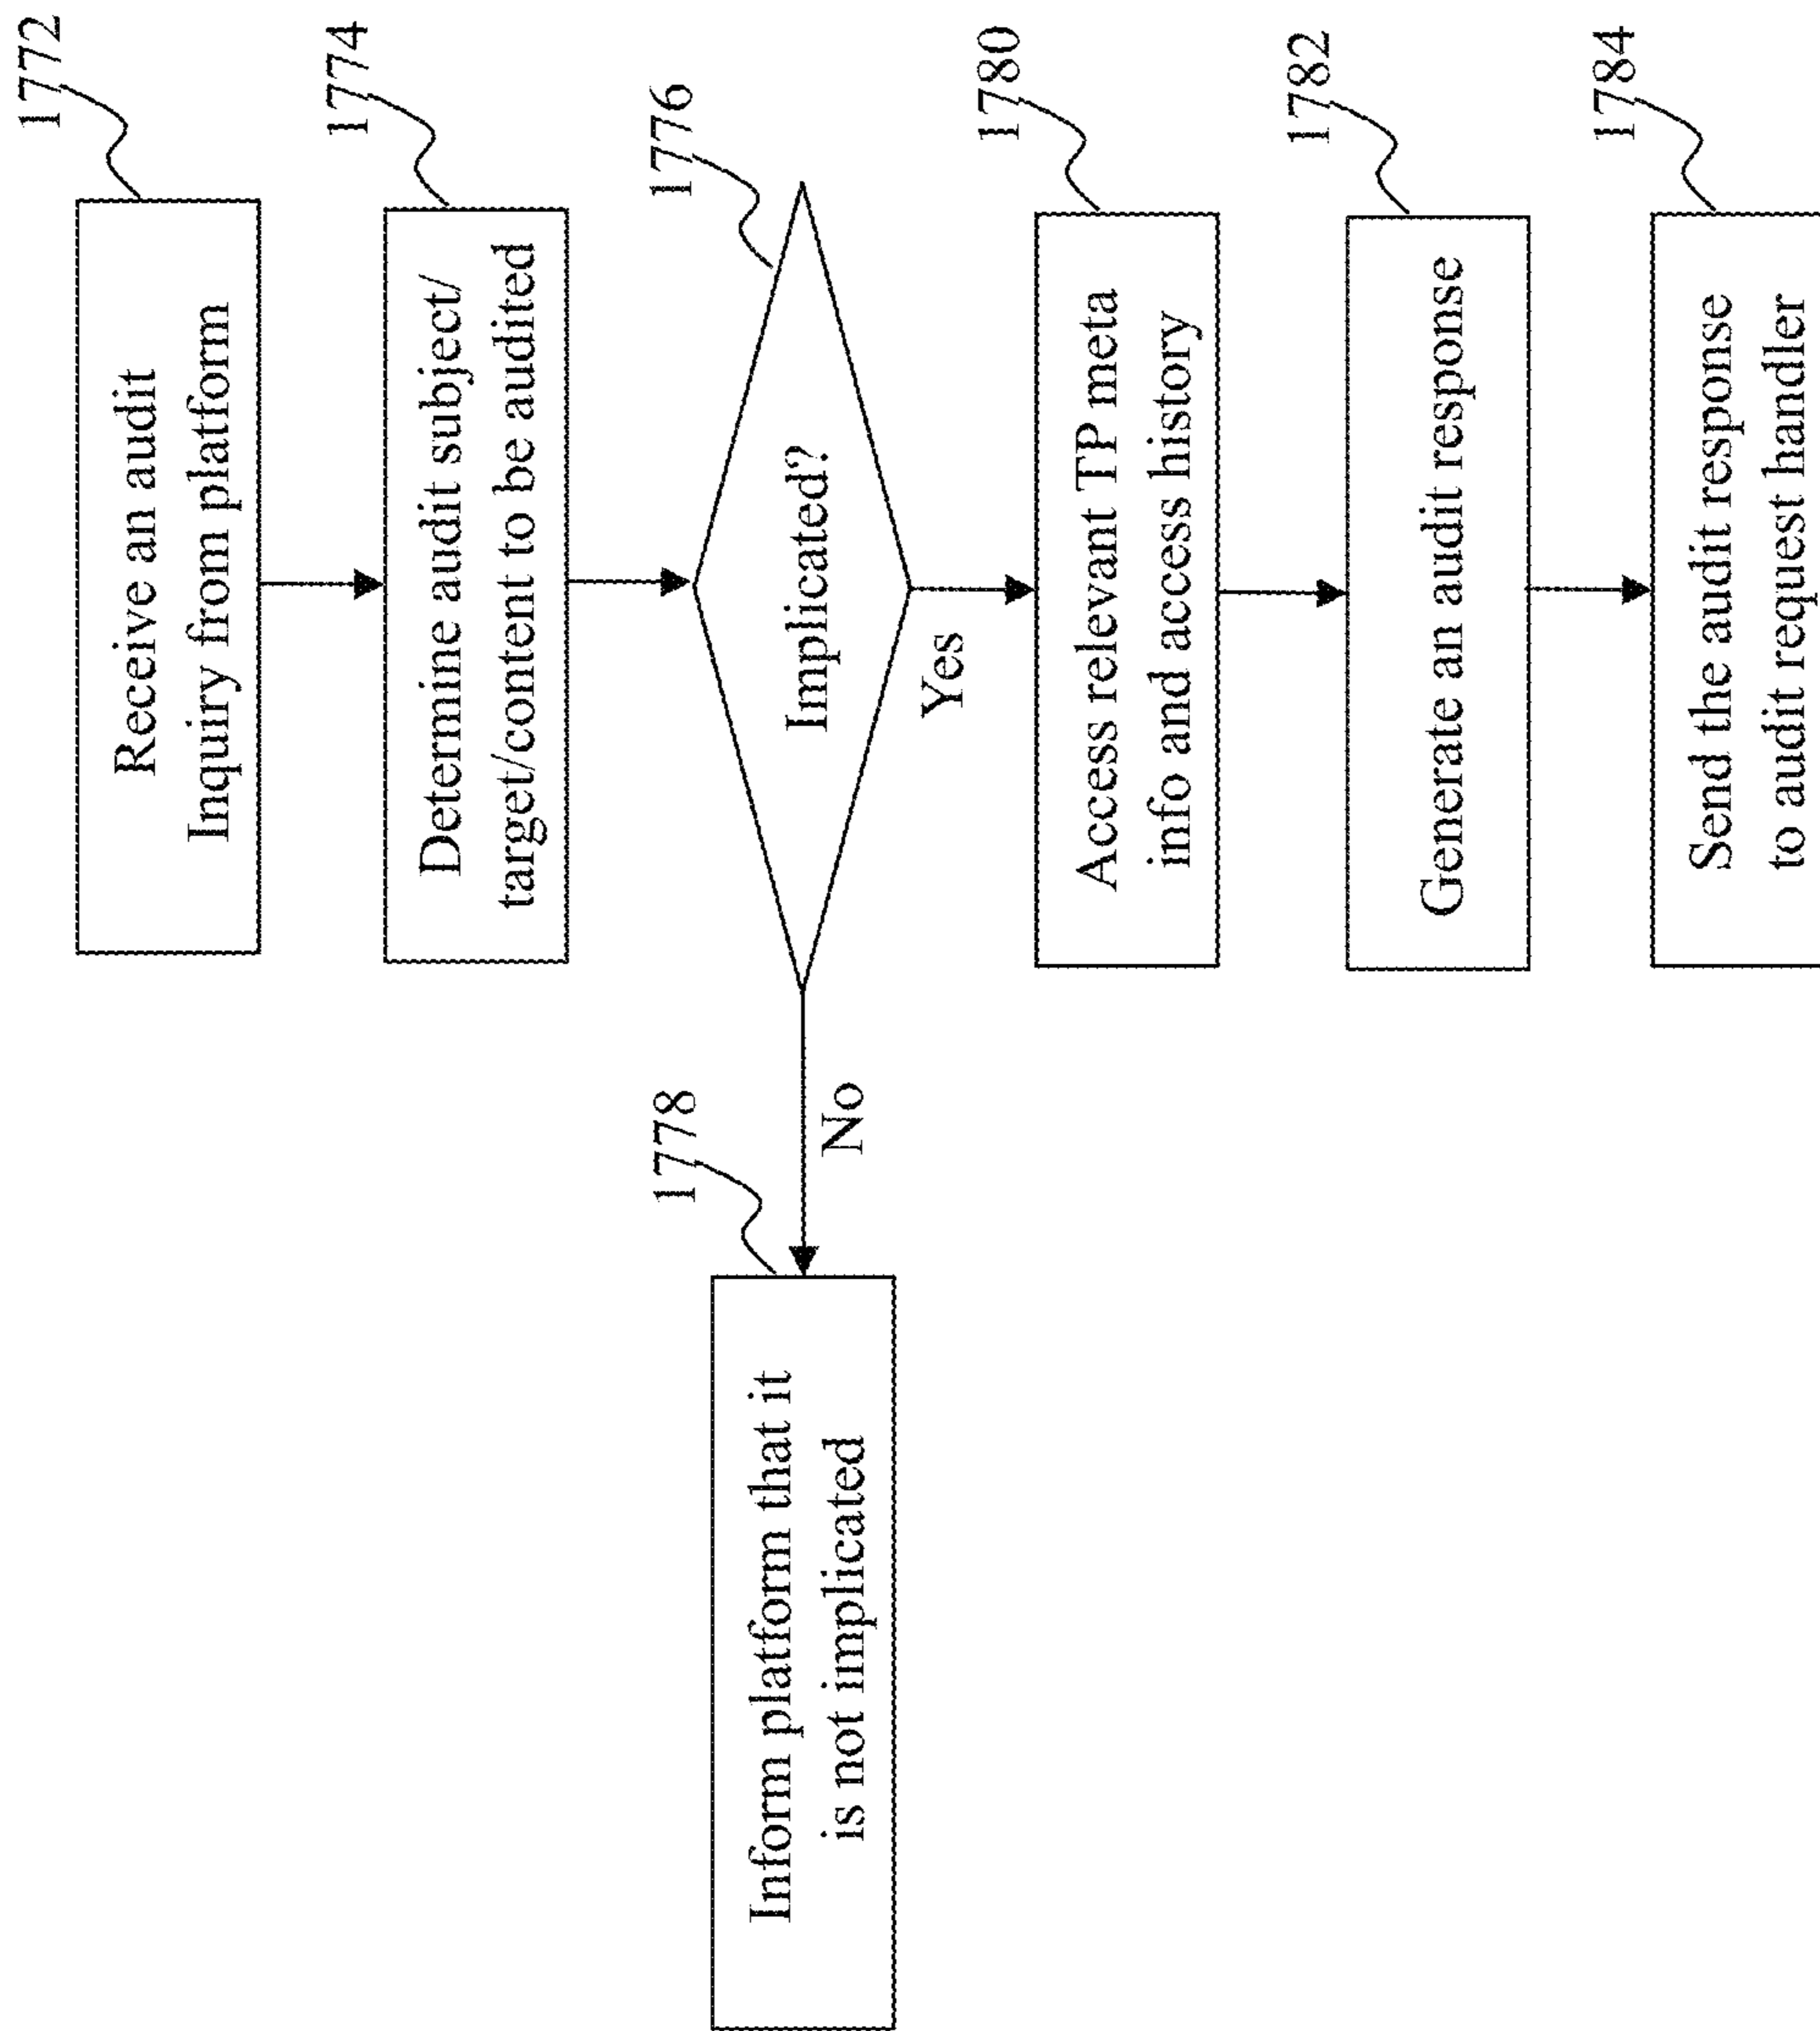 1772
Receive an audit
Inquiry from platform
1774
Determine audit subject/
target/content to be audited
1776
Implicated?
1778
No
Inform platform that it
is not implicated
Yes
1780
Access relevant TP meta
info and access history
1782
Generate an audit response
1784
Send the audit response
to audit request handler